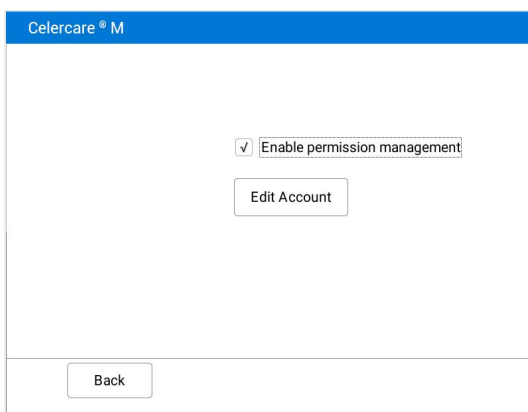 Celercare ® M
√ Enable permission management
Edit Account
Back